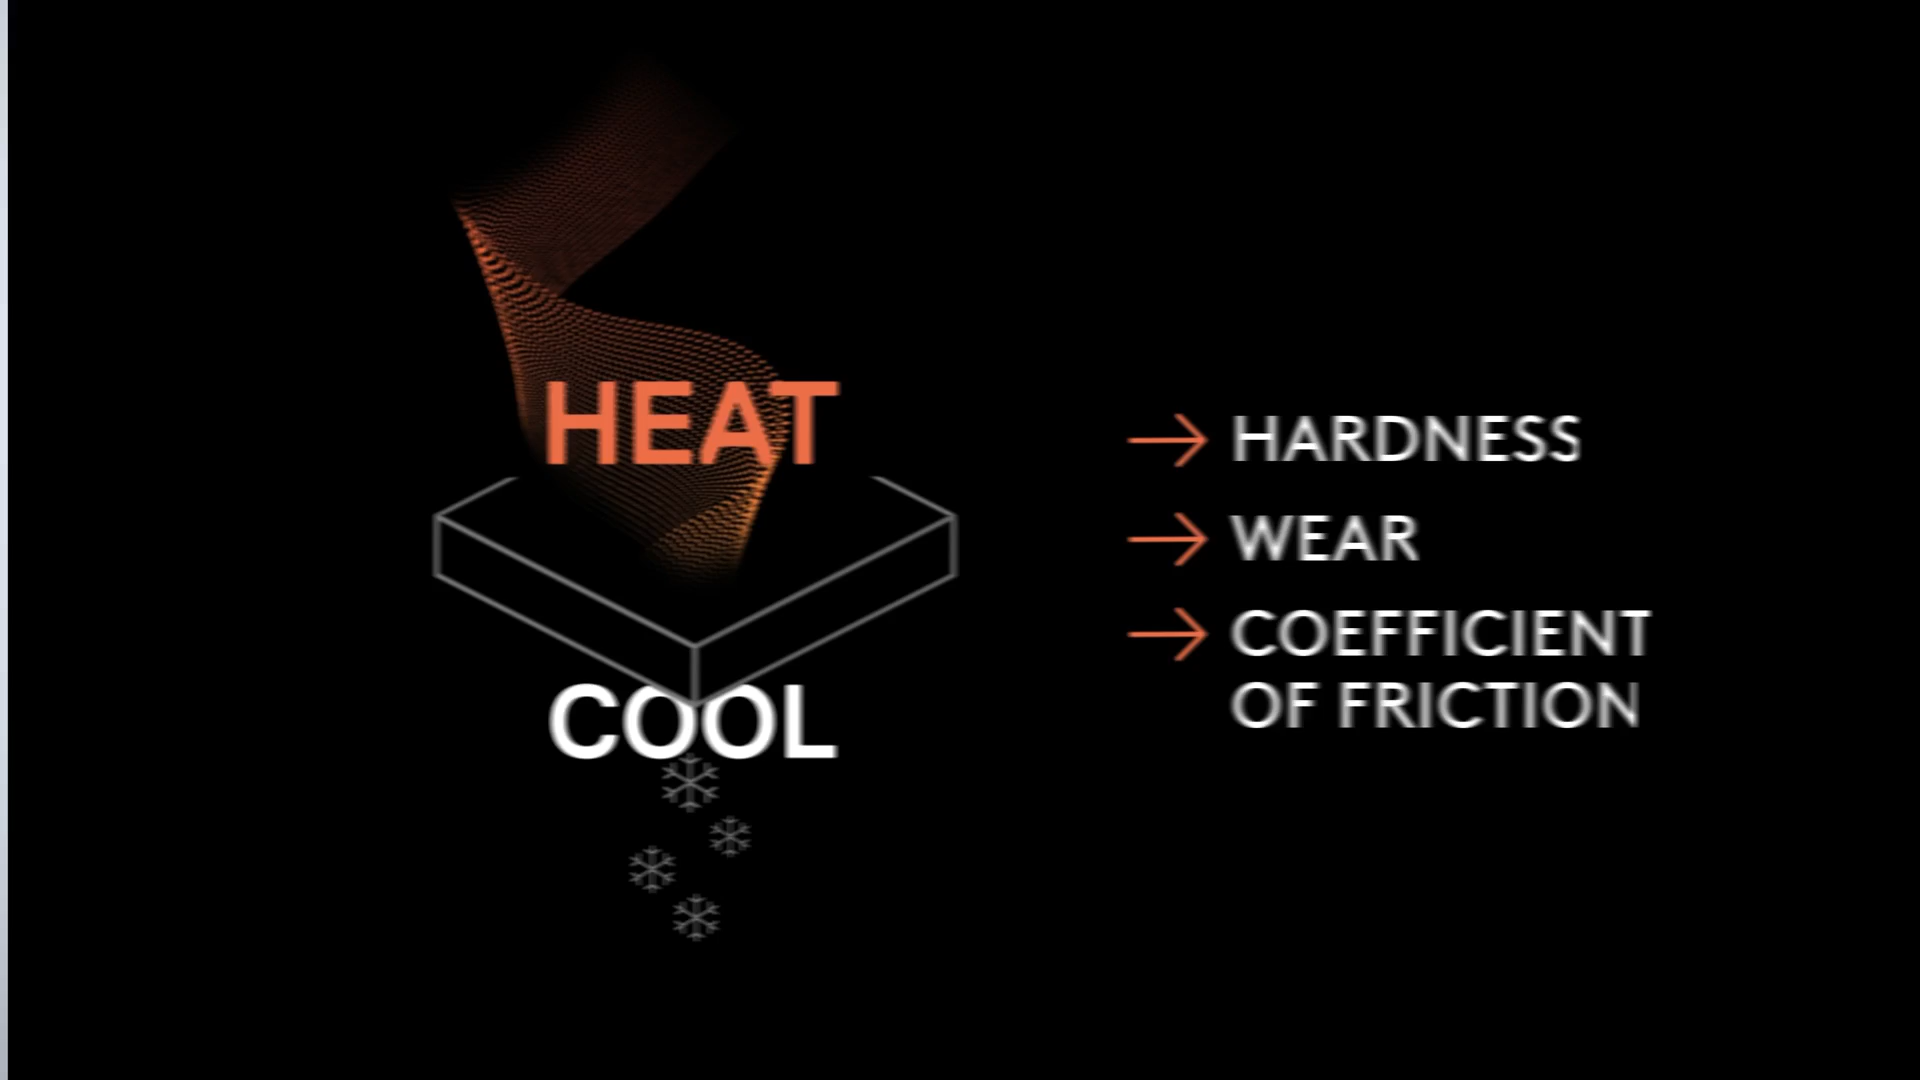 HEAT
COOL
HARDNESS
WEAR
COEFFICIENT
OF FRICTION